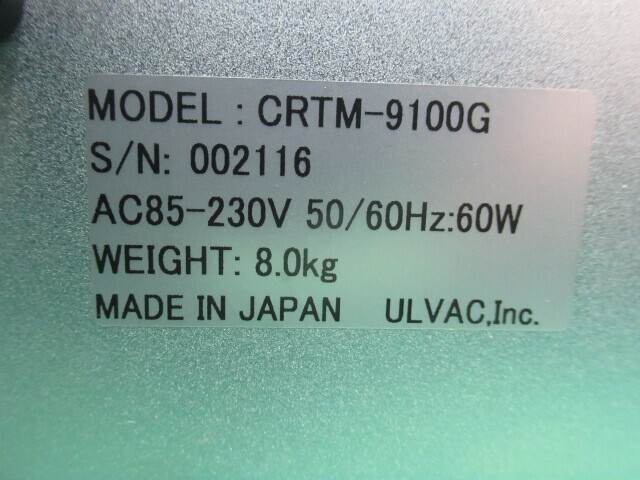 MODEL : CRTM-9100G
S/N: 002116
AC85-230V 50/60Hz:60W
WEIGHT: 8.0kg
MADE IN JAPAN ULVAC,Inc.